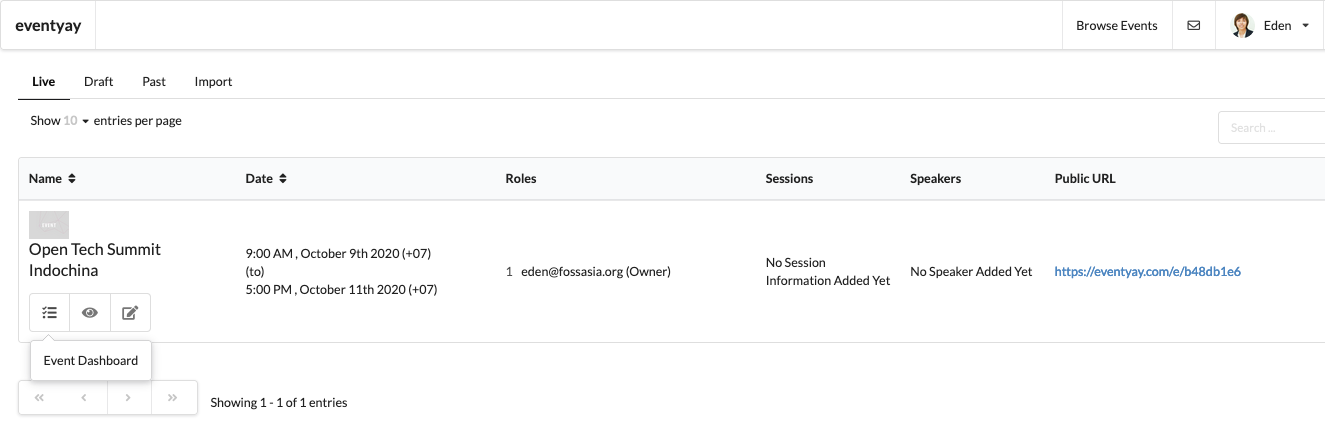 eventyay
Browse Events
Eden
Live
Draft
Past
Import
Show 10 entries per page
Search ...
Name
Date
Roles
Sessions
Speakers
Public URL
EVENT
Open Tech Summit
Indochina
9:00 AM , October 9th 2020 (+07)
(to)
5:00 PM , October 11th 2020 (+07)
1 eden@fossasia.org (Owner)
No Session
Information Added Yet
No Speaker Added Yet
https://eventyay.com/e/b48db1e6
Event Dashboard
Showing 1 - 1 of 1 entries